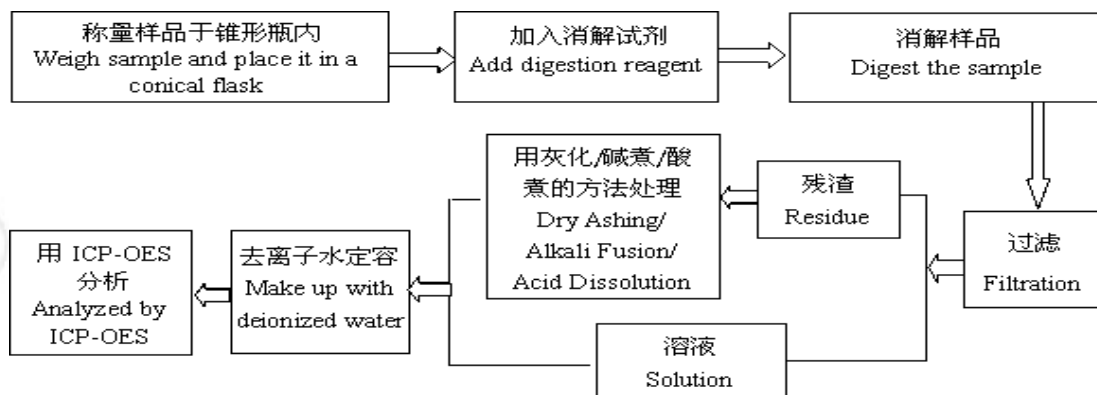 称量样品于锥形瓶内
Weigh sample and place it in a
conical flask
加入消解试剂
Add digestion reagent
消解样品
Digest the sample
过滤
Filtration
残渣
Residue
用灰化/碱煮/酸
煮的方法处理
Dry Ashing/
Alkali Fusion/
Acid Dissolution
溶液
Solution
去离子水定容
Make up with
deionized water
用 ICP-OES
分析
Analyzed by
ICP-OES